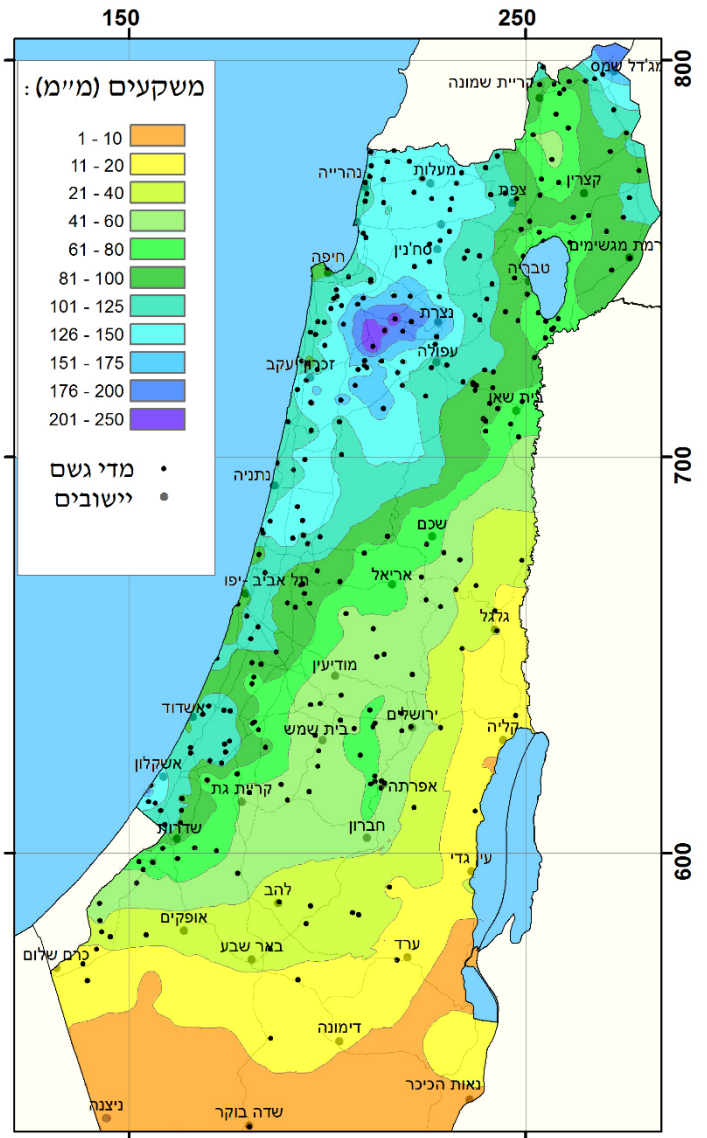 150
250
800
700
600
משקעים (מ״מ):
1 - 10
11 - 20
21 - 40
41 - 60
61 - 80
81 - 100
101 - 125
126 - 150
151 - 175
176 - 200
201 - 250
מדי גשם
יישובים
מג'דל שמס
קריית שמונה
נהרייה
מעלות
צפת
קצרין
סח'נין
רמת מגשימים
חיפה
טבריה
נצרת
עפולה
זכרון יעקב
בית שאן
נתניה
שכם
תל אביב -יפו
אריאל
גלגל
מודיעין
אשדוד
ירושלים
בית שמש
קליה
אשקלון
קריית גת
אפרתה
שדרות
חברון
עין גדי
להב
אופקים
באר שבע
ערד
כרם שלום
דימונה
נאות הכיכר
ניצנה
שדה בוקר